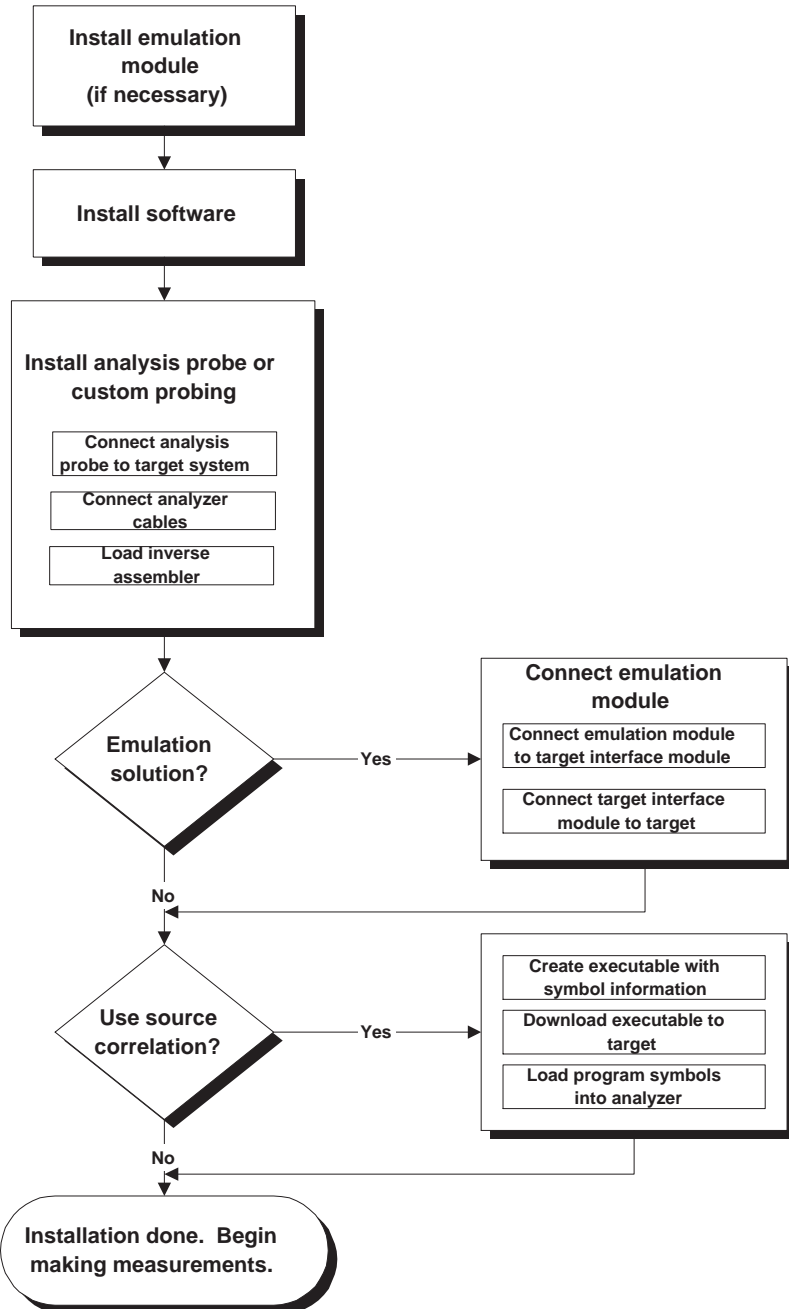 Install emulation
module
(if necessary)
Install software
Install analysis probe or
custom probing
Connect analysis
probe to target system
Connect analyzer
cables
Load inverse
assembler
Emulation
solution?
Yes
Connect emulation
module
Connect emulation module
to target interface module
Connect target interface
module to target
No
Use source
correlation?
Yes
Create executable with
symbol information
Download executable to
target
Load program symbols
into analyzer
No
Installation done.  Begin
making measurements.